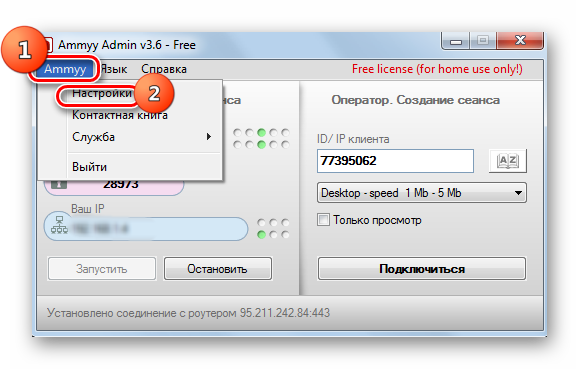 1
Ammyy Admin v3.6 - Free
Ammyy Язык Справка
Free license (for home use only!)
Настройки
2
Контактная книга
Служба
Выйти
Оператор. Создание сеанса
ID/ IP клиента
77395062
AZ
Desktop - speed 1 Mb - 5 Mb
Только просмотр
Подключиться
28973
Ваш IP
Запустить
Остановить
Установлено соединение с роутером 95.211.242.84:443